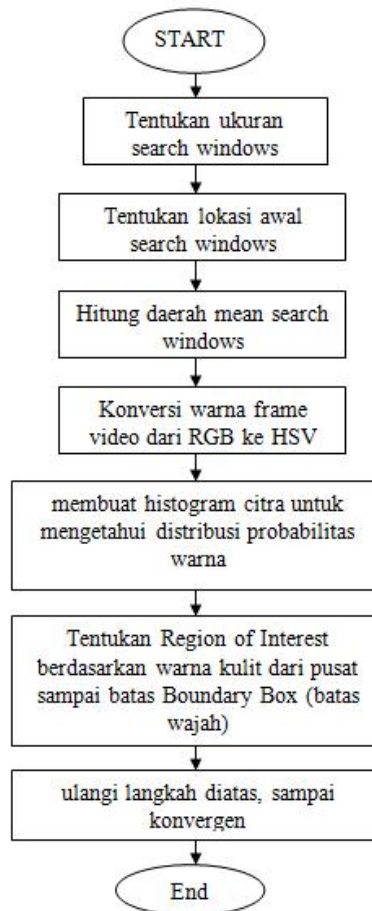 START
Tentukan ukuran
search windows
Tentukan lokasi awal
search windows
Hitung daerah mean search
windows
Konversi warna frame
video dari RGB ke HSV
membuat histogram citra untuk
mengetahui distribusi probabilitas
warna
Tentukan Region of Interest
berdasarkan warna kulit dari pusat
sampai batas Boundary Box (batas
wajah)
ulangi langkah diatas, sampai
konvergen
End